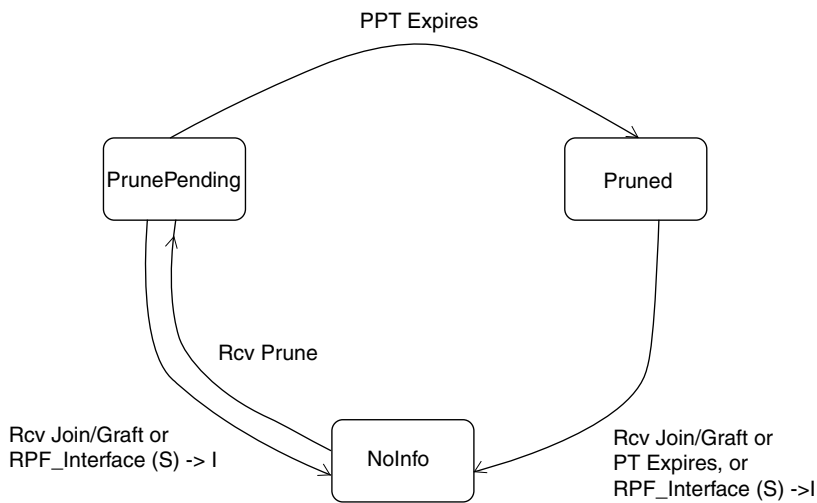 PPT Expires
PrunePending
Pruned
Rcv Prune
Rcv Join/Graft or
RPF_Interface (S) -> I
NoInfo
Rcv Join/Graft or
PT Expires, or
RPF_Interface (S) ->I